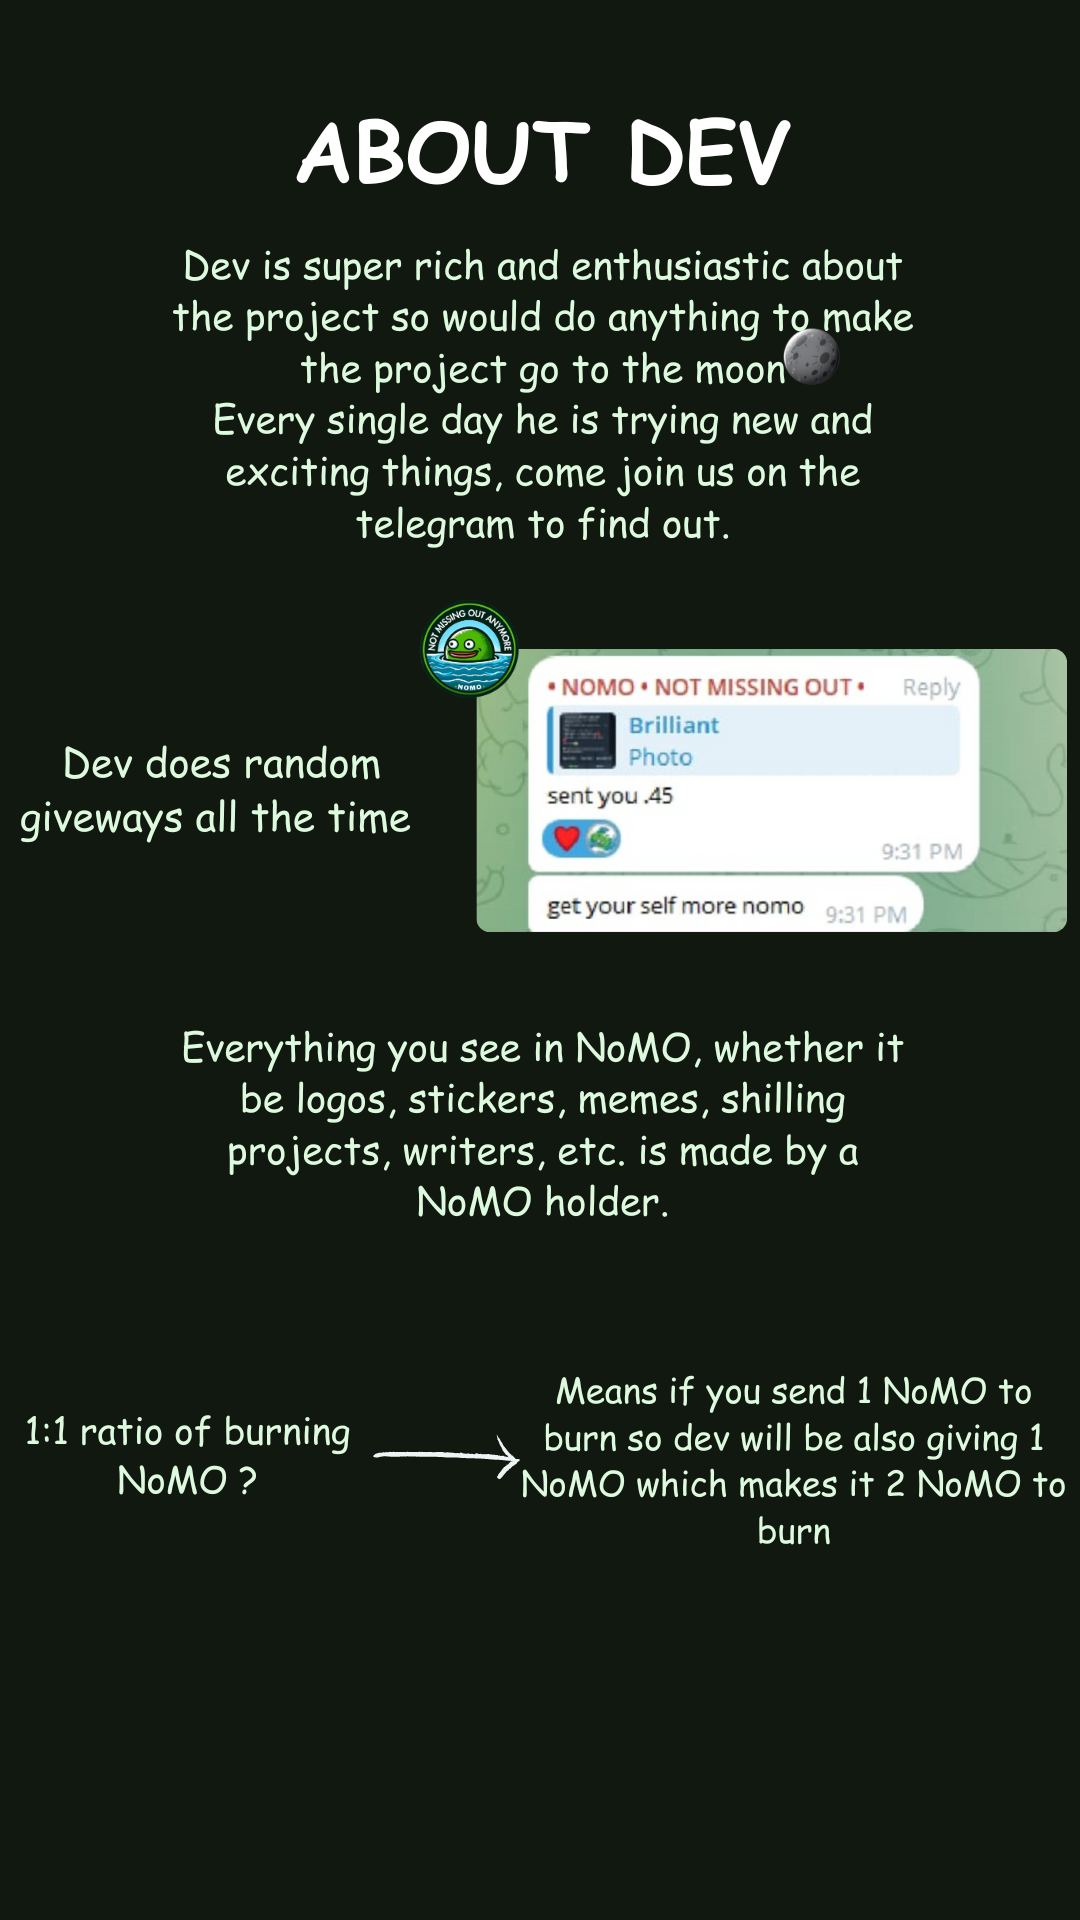 ABOUT DEV
Dev is super rich and enthusiastic about
the project so would do anything to make
the project go to the moon
Every single day he is trying new and
exciting things, come join us on the
telegram to find out.
NOT MISSING OUT ANYMORE
NOMO
• NOMO • NOT MISSING OUT • Reply
Brilliant
Photo
sent you .45
9:31 PM
get your self more nomo 9:31 PM
Dev does random
giveways all the time
Everything you see in NoMO, whether it
be logos, stickers, memes, shilling
projects, writers, etc. is made by a
NoMO holder.
1:1 ratio of burning
NoMO ?
Means if you send 1 NoMO to
burn so dev will be also giving 1
NoMO which makes it 2 NoMO to
burn